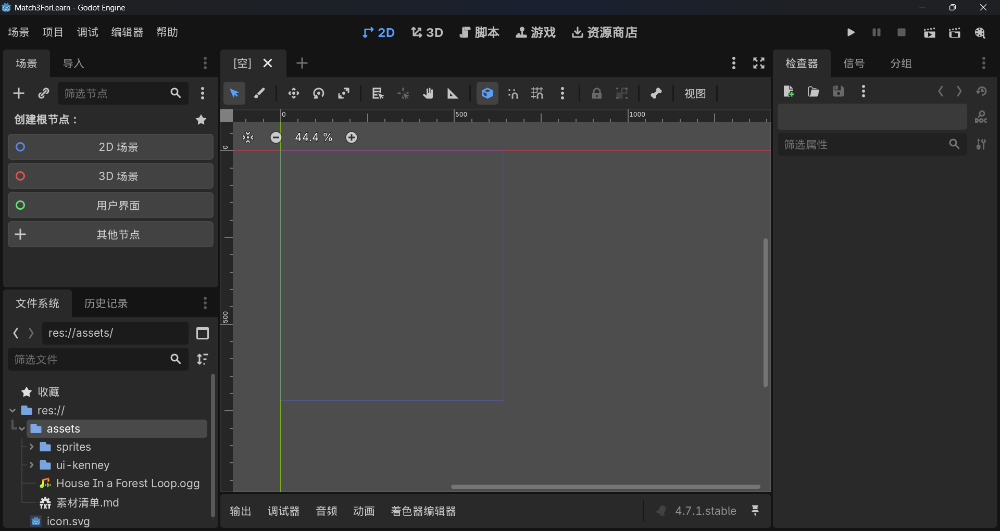 Match3ForLearn - Godot Engine
场景 项目 调试 编辑器 帮助
2D 3D 脚本 游戏 资源商店
场景 导入
筛选节点
创建根节点：
2D 场景
3D 场景
用户界面
其他节点
文件系统 历史记录
res://assets/
筛选文件
收藏
res://
assets
sprites
ui-kenney
House In a Forest Loop.ogg
素材清单.md
icon.svg
[空]
视图
0 500 1000
44.4 %
0
500
输出 调试器 音频 动画 着色器编辑器
4.7.1.stable
检查器 信号 分组
DOC
筛选属性